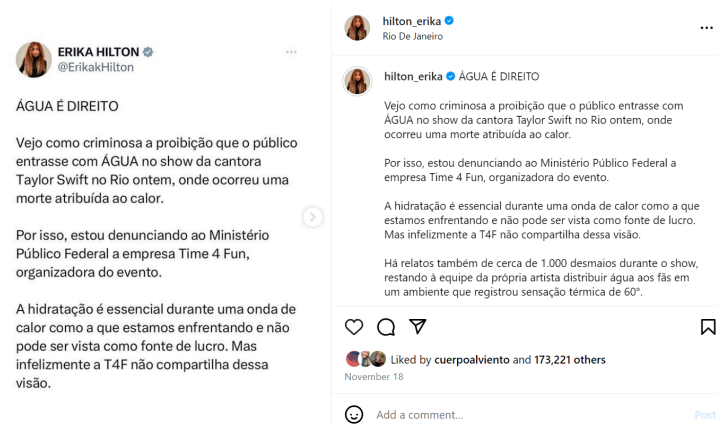 ERIKA HILTON
@ErikakHilton
ÁGUA É DIREITO
Vejo como criminosa a proibição que o público
entrasse com ÁGUA no show da cantora
Taylor Swift no Rio ontem, onde ocorreu uma
morte atribuída ao calor.
Por isso, estou denunciando ao Ministério
Público Federal a empresa Time 4 Fun,
organizadora do evento.
A hidratação é essencial durante uma onda de
calor como a que estamos enfrentando e não
pode ser vista como fonte de lucro. Mas
infelizmente a T4F não compartilha dessa
visão.
hilton_erika
Rio De Janeiro
hilton_erika ÁGUA É DIREITO
Vejo como criminosa a proibição que o público entrasse com
ÁGUA no show da cantora Taylor Swift no Rio ontem, onde
ocorreu uma morte atribuída ao calor.
Por isso, estou denunciando ao Ministério Público Federal a
empresa Time 4 Fun, organizadora do evento.
A hidratação é essencial durante uma onda de calor como a que
estamos enfrentando e não pode ser vista como fonte de lucro.
Mas infelizmente a T4F não compartilha dessa visão.
Há relatos também de cerca de 1.000 desmaios durante o show,
restando à equipe da própria artista distribuir água aos fãs em
um ambiente que registrou sensação térmica de 60°.
Liked by cuerpoalviento and 173,221 others
November 18
Add a comment...
Post